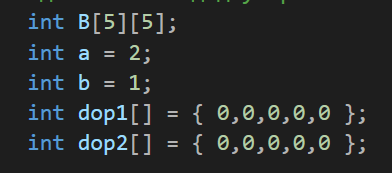 int B[5][5];
int a = 2;
int b = 1;
int dop1[] = { 0,0,0,0,0 };
int dop2[] = { 0,0,0,0,0 };